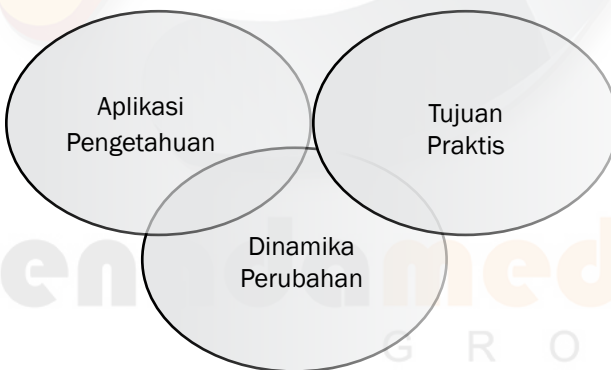 Aplikasi
Pengetahuan
Tujuan
Praktis
Dinamika
Perubahan
G R O